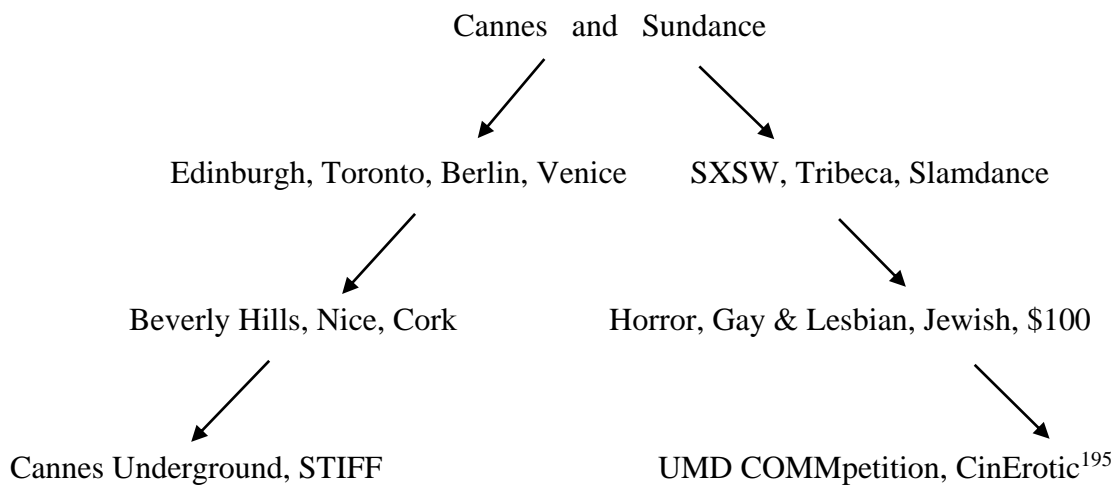 Cannes and Sundance
Edinburgh, Toronto, Berlin, Venice SXSW, Tribeca, Slamdance
Beverly Hills, Nice, Cork Horror, Gay & Lesbian, Jewish, $100
Cannes Underground, STIFF UMD COMMpetition, CinErotic195